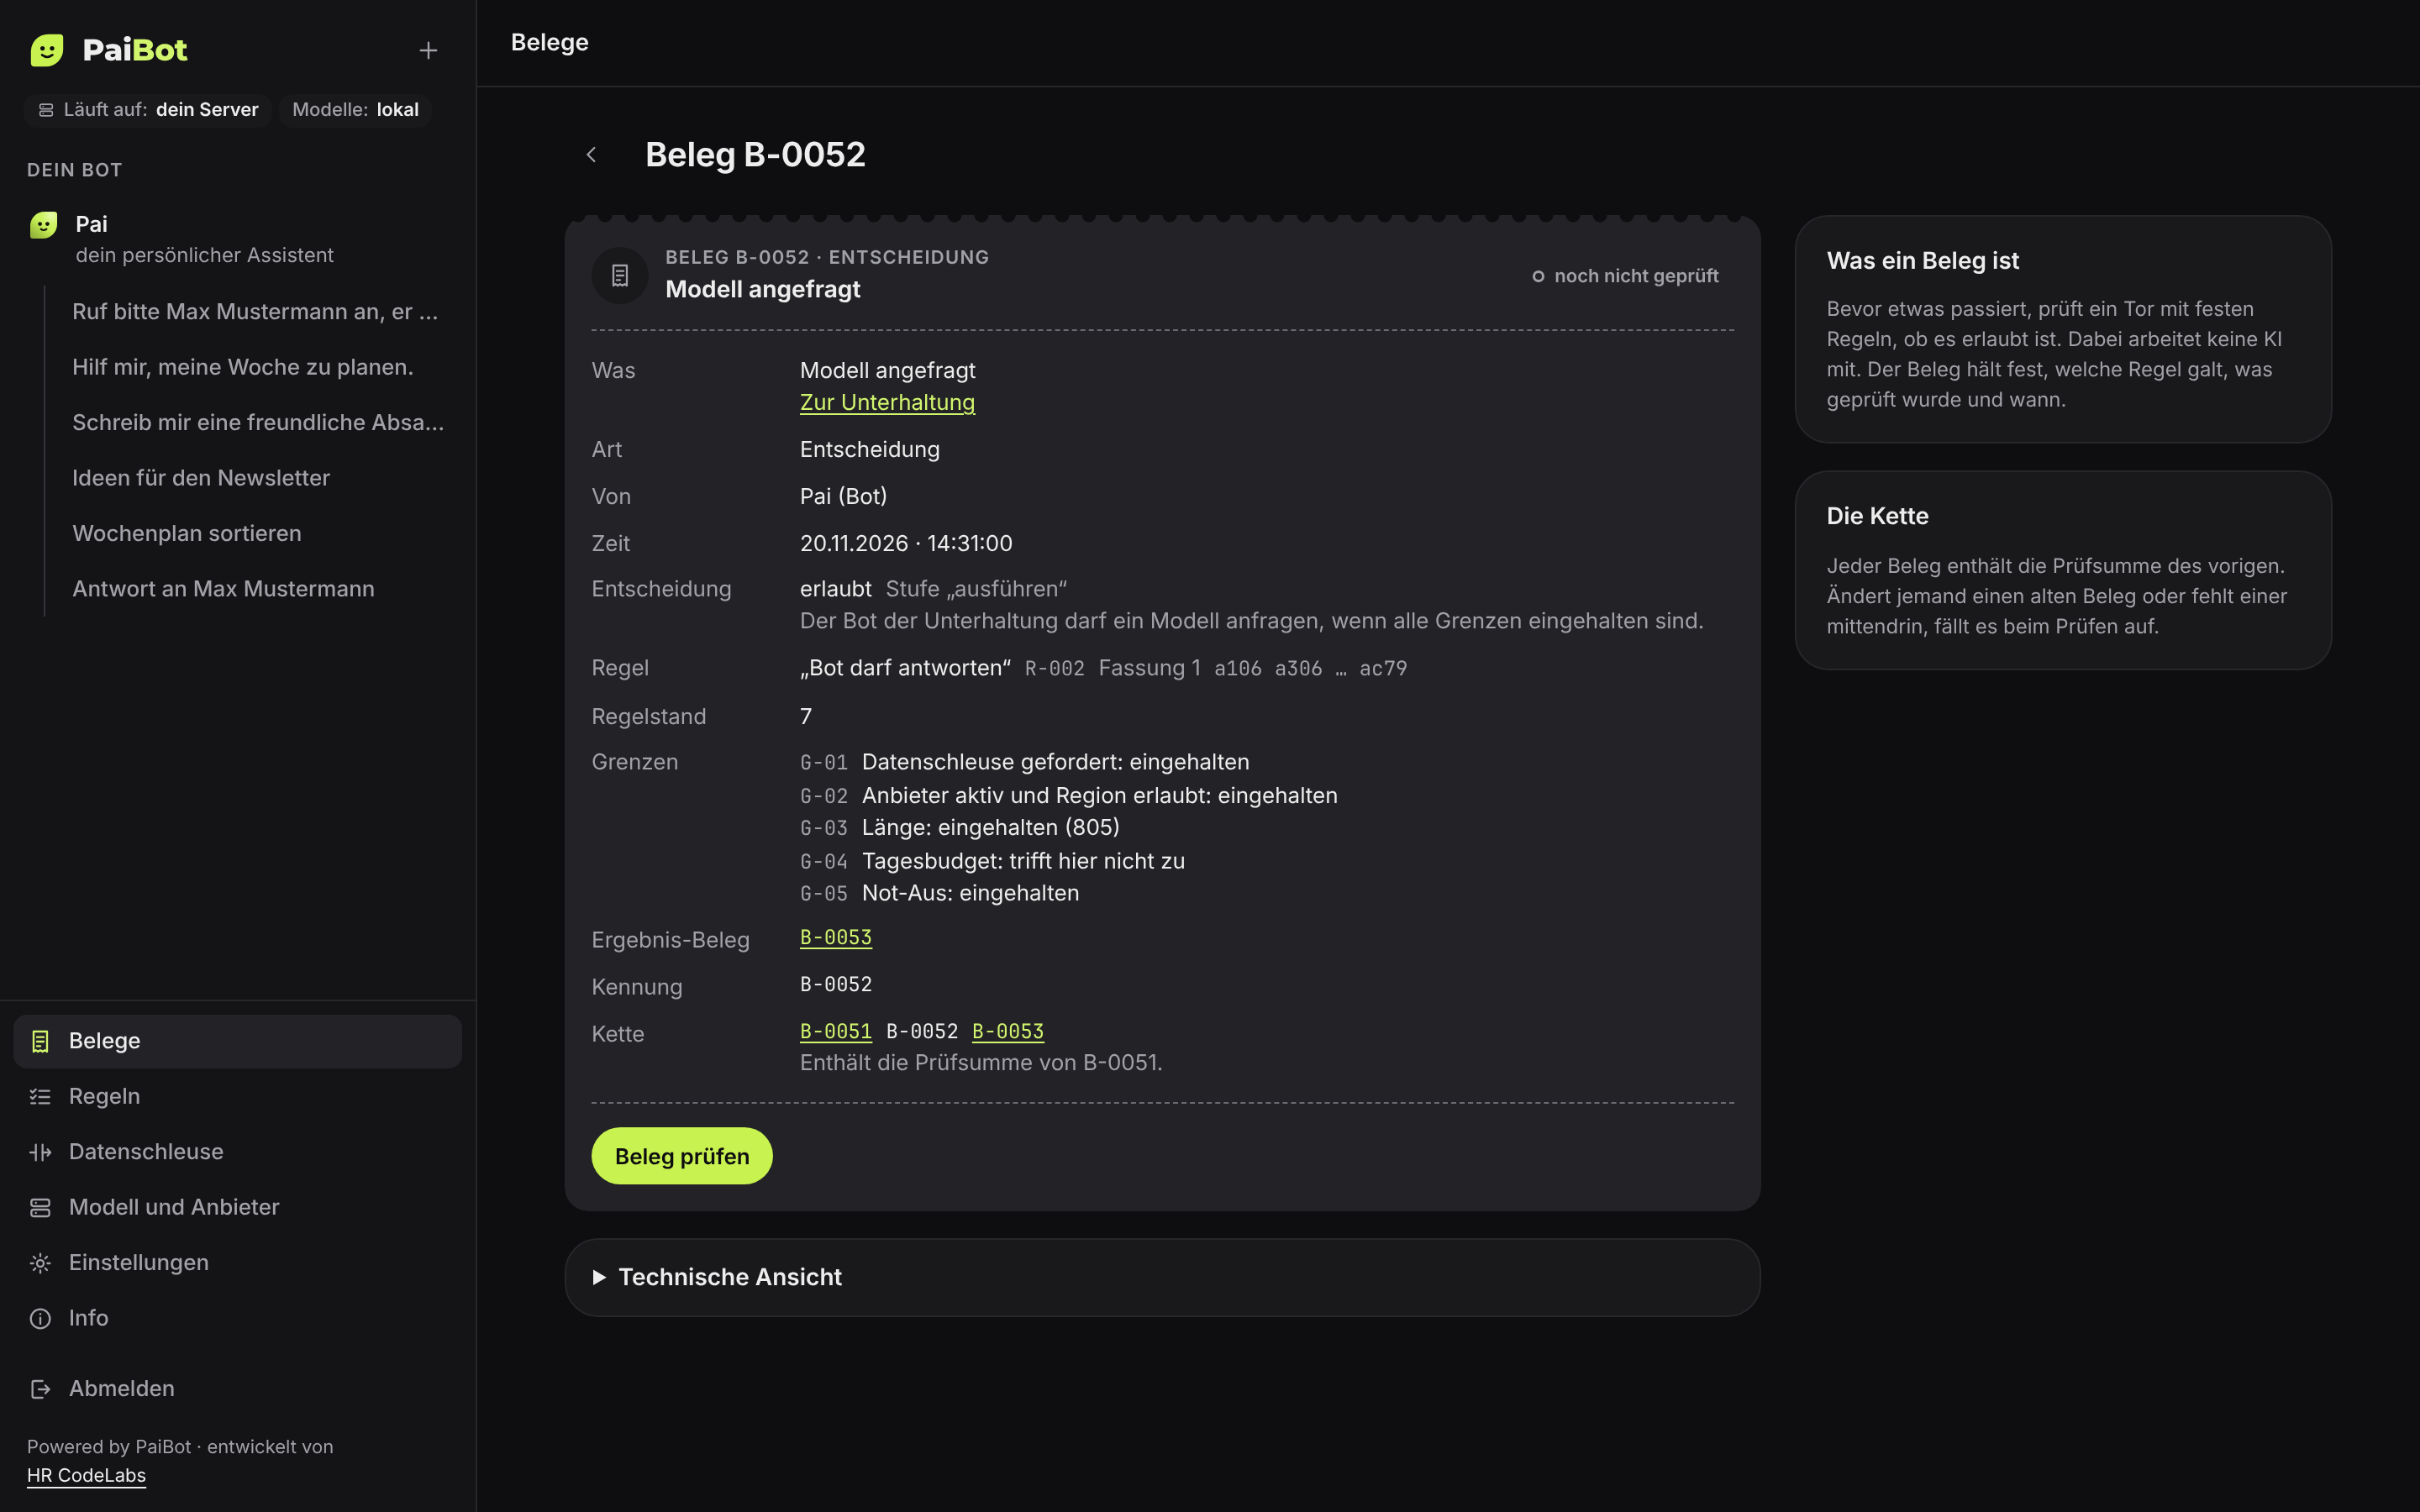 PaiBot
Läuft auf: dein Server
Modelle: lokal
DEIN BOT
Pai
dein persönlicher Assistent
Ruf bitte Max Mustermann an, er …
Hilf mir, meine Woche zu planen.
Schreib mir eine freundliche Absa…
Ideen für den Newsletter
Wochenplan sortieren
Antwort an Max Mustermann
Belege
Regeln
Datenschleuse
Modell und Anbieter
Einstellungen
Info
Abmelden
Powered by PaiBot · entwickelt von
HR CodeLabs
Belege
Beleg B-0052
BELEG B-0052 · ENTSCHEIDUNG
Modell angefragt
noch nicht geprüft
Was Modell angefragt
Zur Unterhaltung
Art Entscheidung
Von Pai (Bot)
Zeit 20.11.2026 · 14:31:00
Entscheidung erlaubt Stufe „ausführen“
Der Bot der Unterhaltung darf ein Modell anfragen, wenn alle Grenzen eingehalten sind.
Regel „Bot darf antworten“ R-002 Fassung 1 a106 a306 … ac79
Regelstand 7
Grenzen G-01 Datenschleuse gefordert: eingehalten
G-02 Anbieter aktiv und Region erlaubt: eingehalten
G-03 Länge: eingehalten (805)
G-04 Tagesbudget: trifft hier nicht zu
G-05 Not-Aus: eingehalten
Ergebnis-Beleg B-0053
Kennung B-0052
Kette B-0051 B-0052 B-0053
Enthält die Prüfsumme von B-0051.
Beleg prüfen
Technische Ansicht
Was ein Beleg ist
Bevor etwas passiert, prüft ein Tor mit festen
Regeln, ob es erlaubt ist. Dabei arbeitet keine KI
mit. Der Beleg hält fest, welche Regel galt, was
geprüft wurde und wann.
Die Kette
Jeder Beleg enthält die Prüfsumme des vorigen.
Ändert jemand einen alten Beleg oder fehlt einer
mittendrin, fällt es beim Prüfen auf.